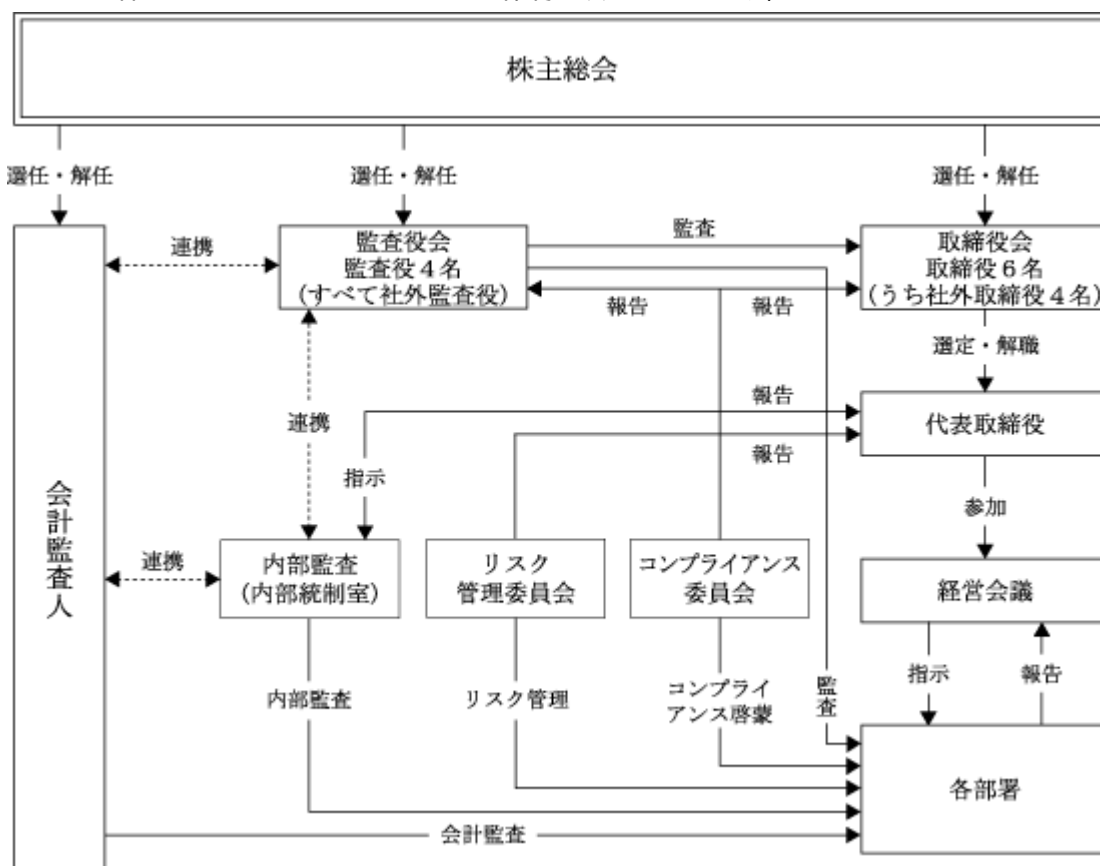 株主総会
選任・解任
選任・解任
選任・解任
連携
監査役会
監査役4名
(すべて社外監査役)
監査
取締役会
取締役6名
(うち社外取締役4名)
報告
報告
選定・解職
連携
報告
代表取締役
報告
指示
参加
会計監査人
連携
内部監査
(内部統制室)
リスク
管理委員会
コンプライアンス
委員会
経営会議
指示
報告
内部監査
リスク管理
コンプライ
アンス啓蒙
監査
各部署
会計監査